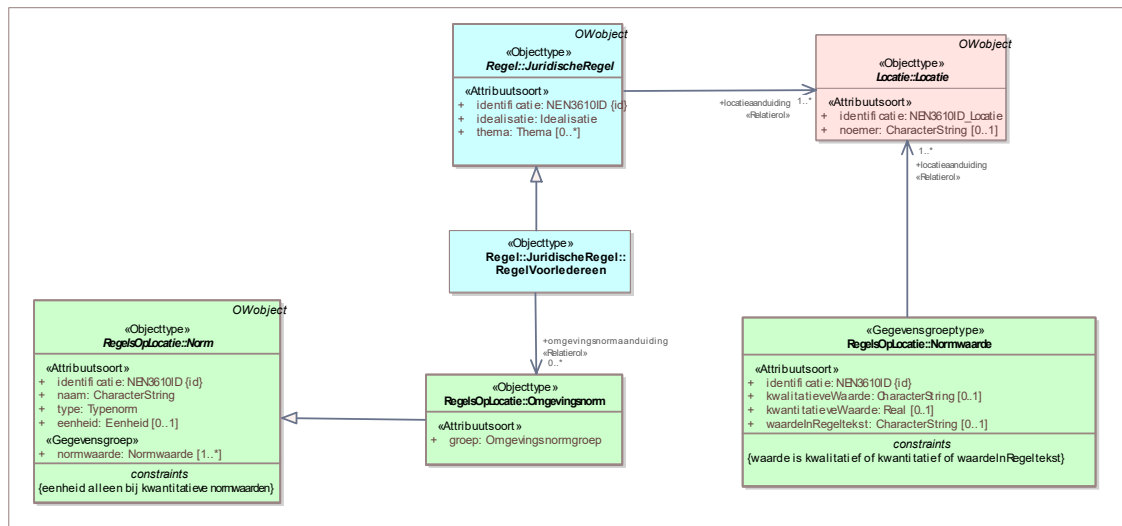 OWobject
«Objecttype»
Regel::JuridischeRegel
«Attribuutsoort»
+ identificatie: NEN3610ID {id}
+ idealisatie: Idealisatie
+ thema: Thema [0..*]
+locatieaanduiding
«Relatierol»
1..*
OWobject
«Objecttype»
Locatie::Locatie
«Attribuutsoort»
+ identificatie: NEN3610ID_Locatie
+ noemer: CharacterString [0..1]
1..*
+locatieaanduiding
«Relatierol»
«Objecttype»
Regel::JuridischeRegel::
RegelVoorIedereen
+omgevingsnormaanduiding
«Relatierol»
0..*
OWobject
«Objecttype»
RegelsOpLocatie::Norm
«Attribuutsoort»
+ identificatie: NEN3610ID {id}
+ naam: CharacterString
+ type: Typenorm
+ eenheid: Eenheid [0..1]
«Gegevensgroep»
+ normwaarde: Normwaarde [1..*]
constraints
{eenheid alleen bij kwantitatieve normwaarden}
«Objecttype»
RegelsOpLocatie::Omgevingsnorm
«Attribuutsoort»
+ groep: Omgevingsnormgroep
«Gegevensgroeptype»
RegelsOpLocatie::Normwaarde
«Attribuutsoort»
+ identificatie: NEN3610ID {id}
+ kwalitatieveWaarde: CharacterString [0..1]
+ kwantitatieveWaarde: Real [0..1]
+ waardeInRegeltekst: CharacterString [0..1]
constraints
{waarde is kwalitatief of kwantitatief of waardeInRegeltekst}